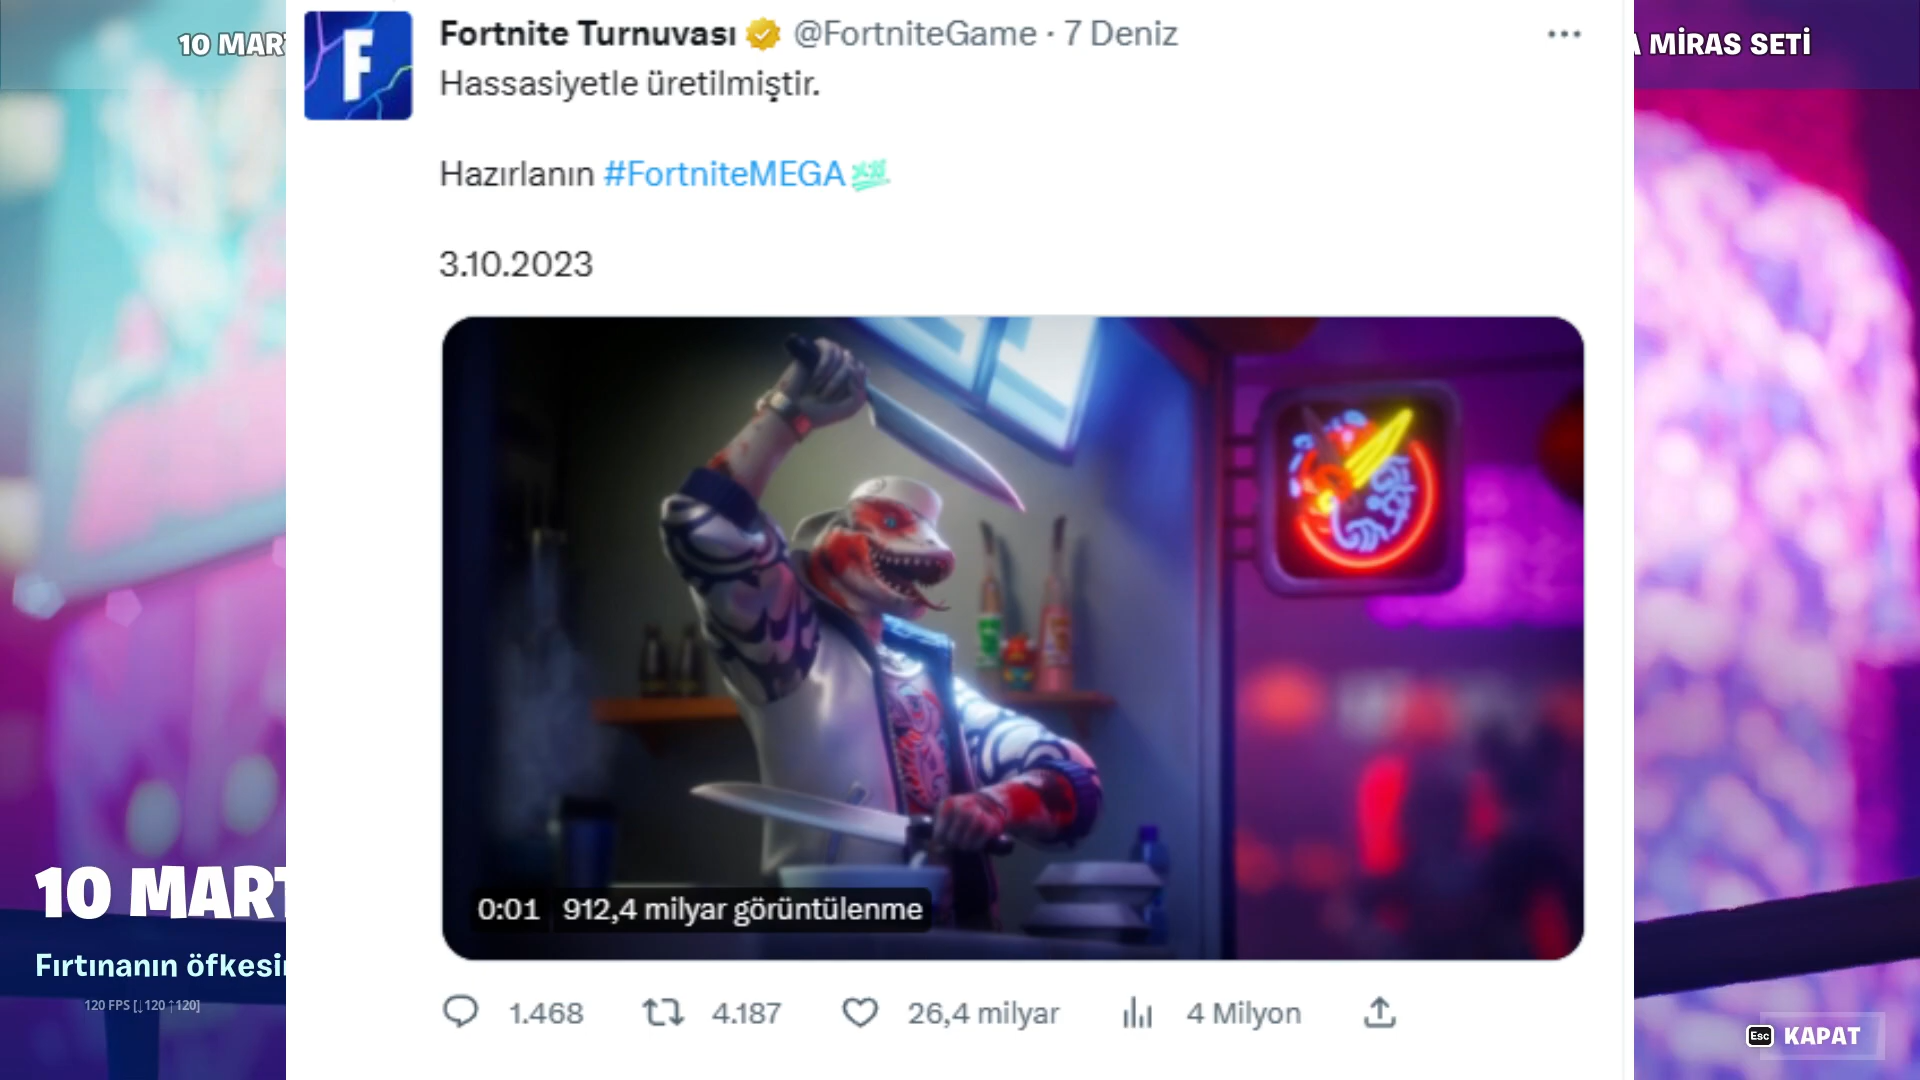 10 MAR
A MİRAS SETİ
F
Fortnite Turnuvası @FortniteGame · 7 Deniz
Hassasiyetle üretilmiştir.
Hazırlanın #FortniteMEGA
3.10.2023
0:01 912,4 milyar görüntülenme
1.468 4.187 26,4 milyar 4 Milyon
10 MART
Fırtınanın öfkesin
120 FPS [↓120 ↑120]
Esc KAPAT